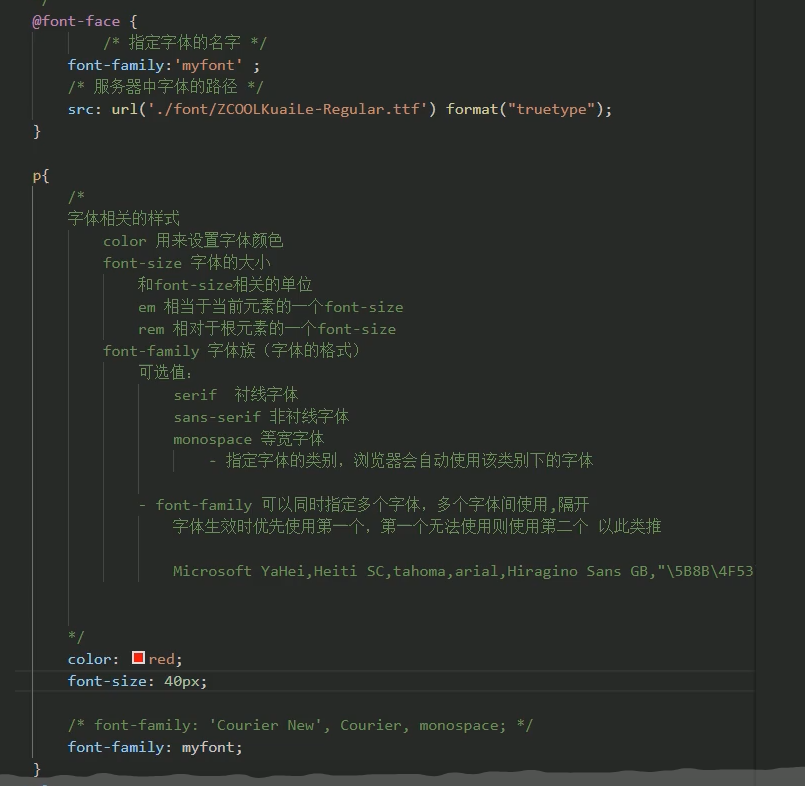 */
@font-face {
/* 指定字体的名字 */
font-family:'myfont' ;
/* 服务器中字体的路径 */
src: url('./font/ZCOOLKuaiLe-Regular.ttf') format("truetype");
}
p{
/*
字体相关的样式
color 用来设置字体颜色
font-size 字体的大小
和font-size相关的单位
em 相当于当前元素的一个font-size
rem 相对于根元素的一个font-size
font-family 字体族（字体的格式）
可选值：
serif 衬线字体
sans-serif 非衬线字体
monospace 等宽字体
- 指定字体的类别，浏览器会自动使用该类别下的字体
- font-family 可以同时指定多个字体，多个字体间使用,隔开
字体生效时优先使用第一个，第一个无法使用则使用第二个 以此类推
Microsoft YaHei,Heiti SC,tahoma,arial,Hiragino Sans GB,"\5B8B\4F53
*/
color: red;
font-size: 40px;
/* font-family: 'Courier New', Courier, monospace; */
font-family: myfont;
}